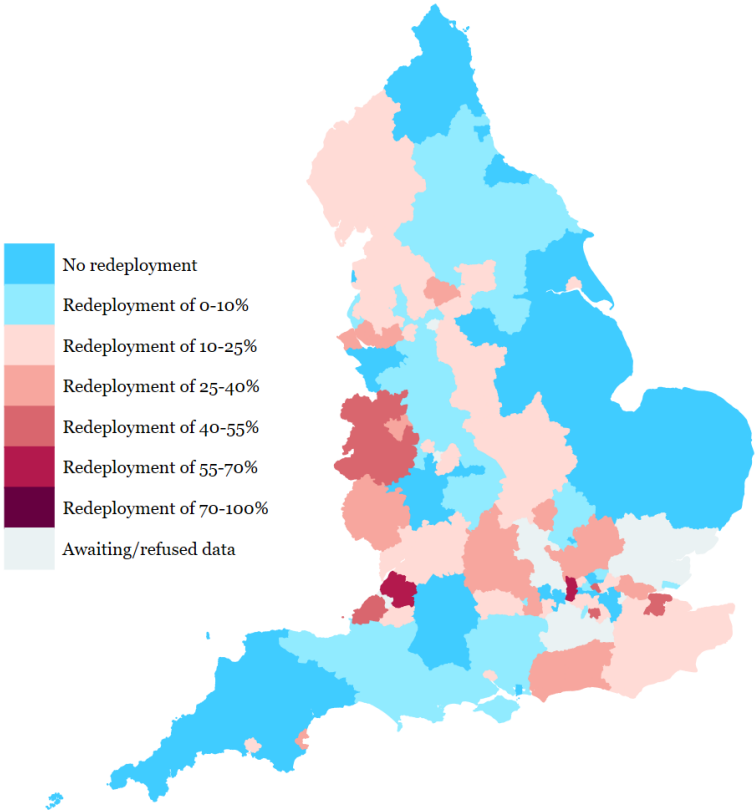 No redeployment
Redeployment of 0-10%
Redeployment of 10-25%
Redeployment of 25-40%
Redeployment of 40-55%
Redeployment of 55-70%
Redeployment of 70-100%
Awaiting/refused data